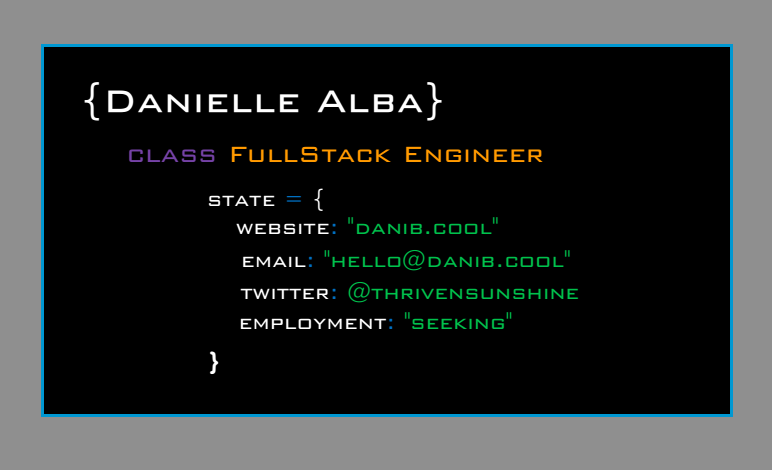 {Danielle Alba}
class FullStack Engineer
state = {
website: "danib.cool"
email: "hello@danib.cool"
twitter: @thrivensunshine
employment: "seeking"
}